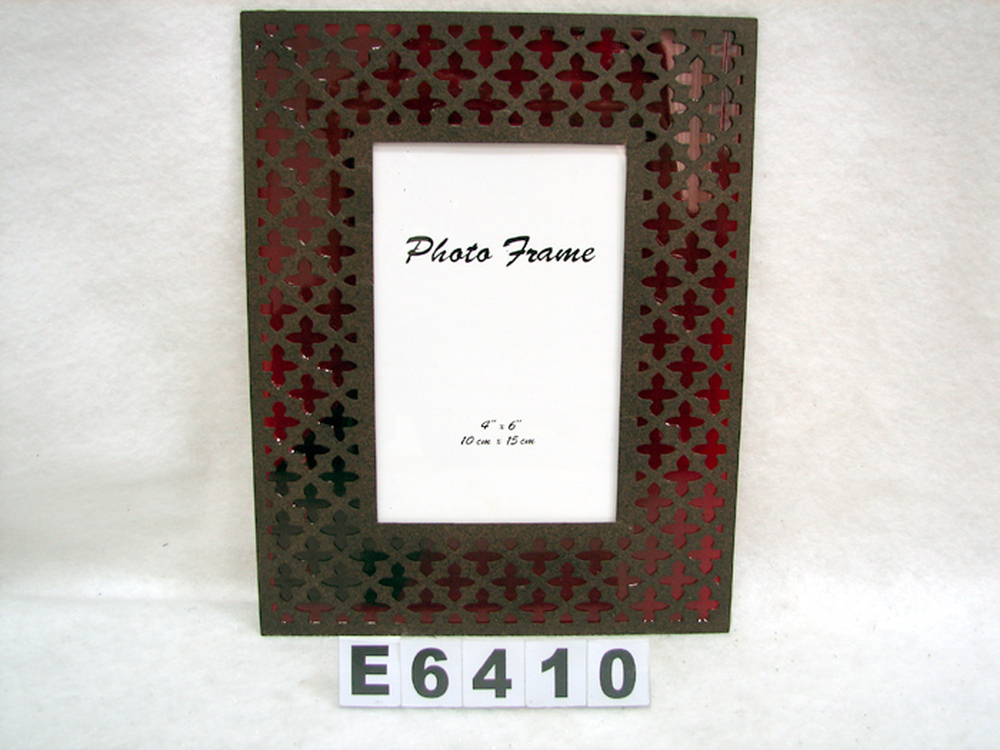 Photo Frame
4" x 6"
10 cm x 15 cm
E6410